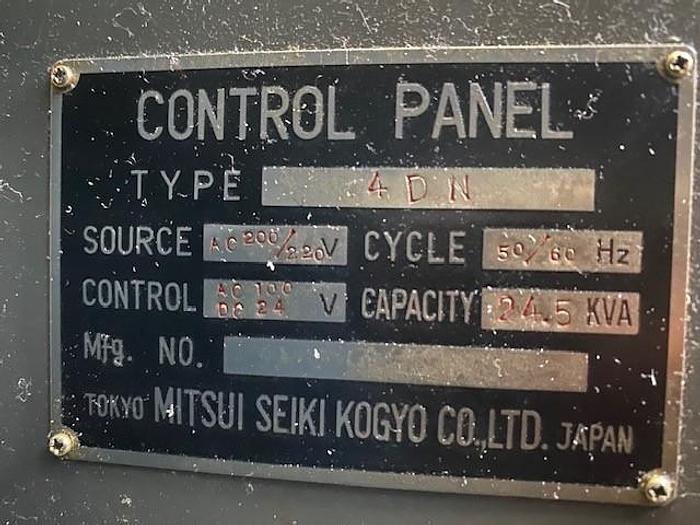 CONTROL PANEL
TYPE 4DN
SOURCE AC 200/220V CYCLE 50/60 Hz
CONTROL AC 100 DC 24 V CAPACITY 24.5 KVA
Mfg. NO.
TOKYO MITSUI SEIKI KOGYO CO.,LTD. JAPAN